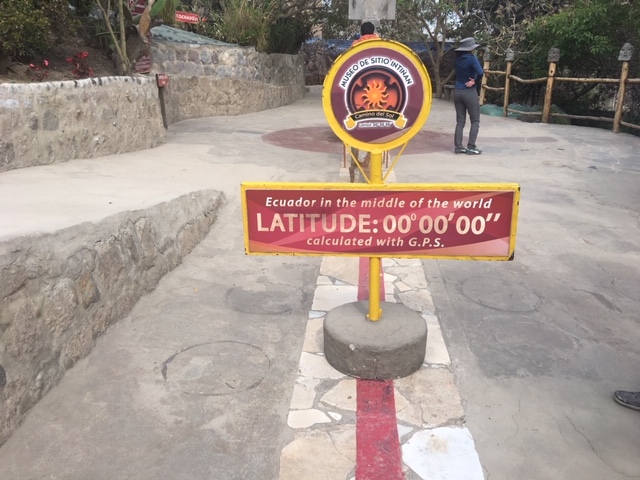 MUSEO DE SITIO INTIÑAN
Camino del Sol
Ecuador in the middle of the world
LATITUDE: 00° 00' 00''
calculated with G.P.S.